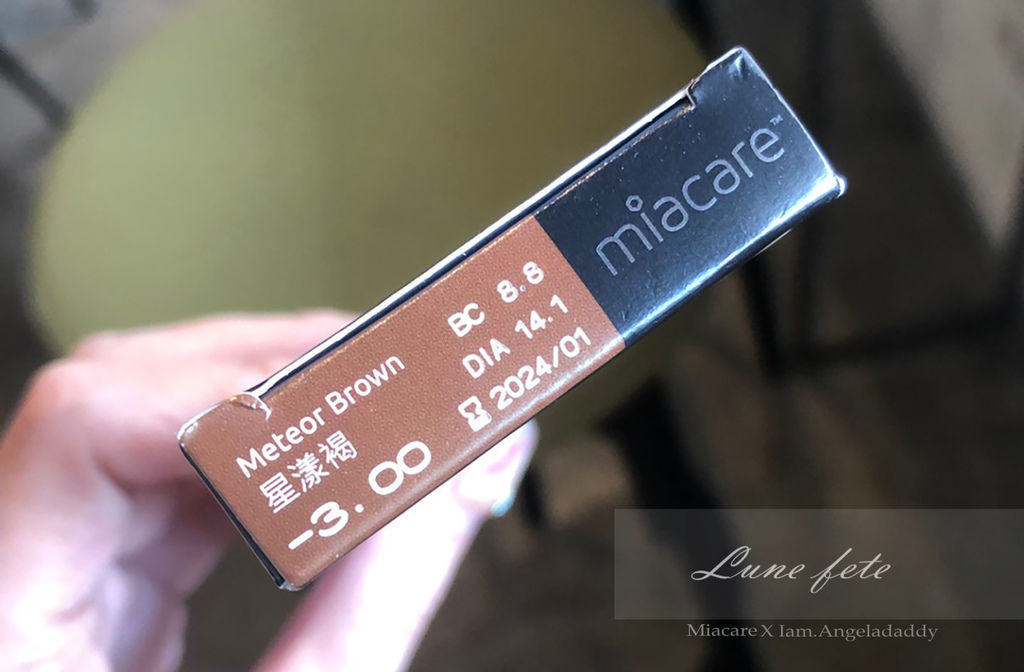 miacare™
Meteor Brown
星漾褐
-3.00
BC 8.8
DIA 14.1
2024/01
Lune fete
Miacare X Iam.Angeladaddy